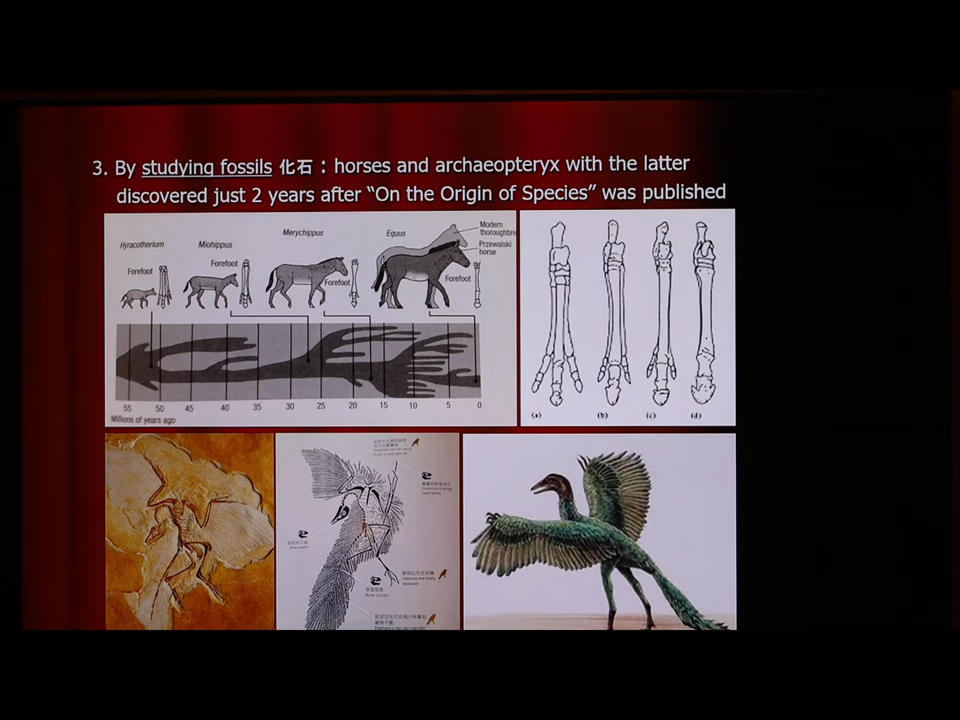 3. By studying fossils 化石 : horses and archaeopteryx with the latter
discovered just 2 years after “On the Origin of Species” was published
Hyracotherium
Miohippus
Merychippus
Equus
Modern
thoroughbre
Przewalski
horse
Forefoot
Forefoot
Forefoot
Forefoot
55 50 45 40 35 30 25 20 15 10 5 0
Millions of years ago
(a) (b) (c) (d)